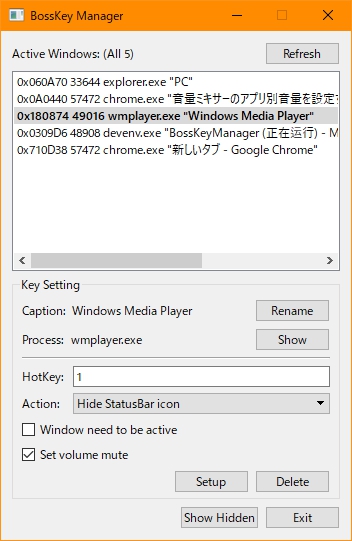 BossKey Manager
Active Windows: (All 5)
Refresh
0x060A70 33644 explorer.exe "PC"
0x0A0440 57472 chrome.exe "音量ミキサーのアプリ別音量を設定す
0x180874 49016 wmplayer.exe "Windows Media Player"
0x0309D6 48908 devenv.exe "BossKeyManager (正在运行) - M
0x710D38 57472 chrome.exe "新しいタブ - Google Chrome"
Key Setting
Caption: Windows Media Player
Rename
Process: wmplayer.exe
Show
HotKey: 1
Action: Hide StatusBar icon
Window need to be active
Set volume mute
Setup
Delete
Show Hidden
Exit